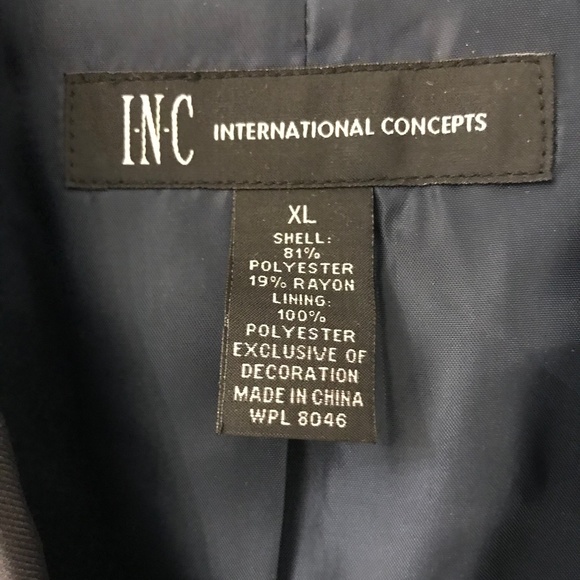 I·N·C INTERNATIONAL CONCEPTS
XL
SHELL:
81%
POLYESTER
19% RAYON
LINING:
100%
POLYESTER
EXCLUSIVE OF
DECORATION
MADE IN CHINA
WPL 8046